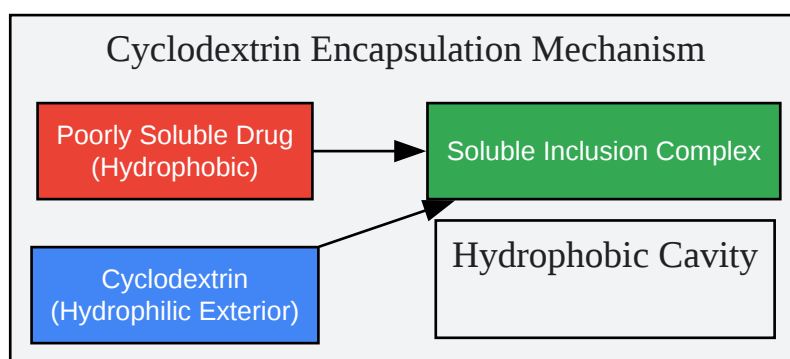 Cyclodextrin Encapsulation Mechanism
Poorly Soluble Drug
(Hydrophobic)
Soluble Inclusion Complex
Cyclodextrin
(Hydrophilic Exterior)
Hydrophobic Cavity